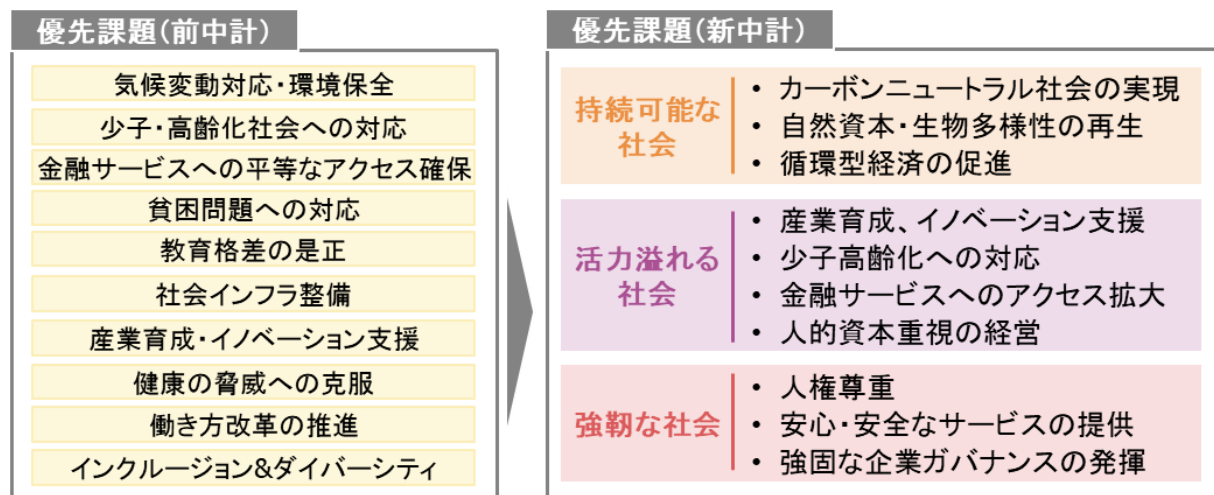 優先課題(前中計)
気候変動対応・環境保全
少子・高齢化社会への対応
金融サービスへの平等なアクセス確保
貧困問題への対応
教育格差の是正
社会インフラ整備
産業育成・イノベーション支援
健康の脅威への克服
働き方改革の推進
インクルージョン&ダイバーシティ
優先課題(新中計)
持続可能な
社会
• カーボンニュートラル社会の実現
• 自然資本・生物多様性の再生
• 循環型経済の促進
活力溢れる
社会
• 産業育成、イノベーション支援
• 少子高齢化への対応
• 金融サービスへのアクセス拡大
• 人的資本重視の経営
強靭な社会
• 人権尊重
• 安心・安全なサービスの提供
• 強固な企業ガバナンスの発揮